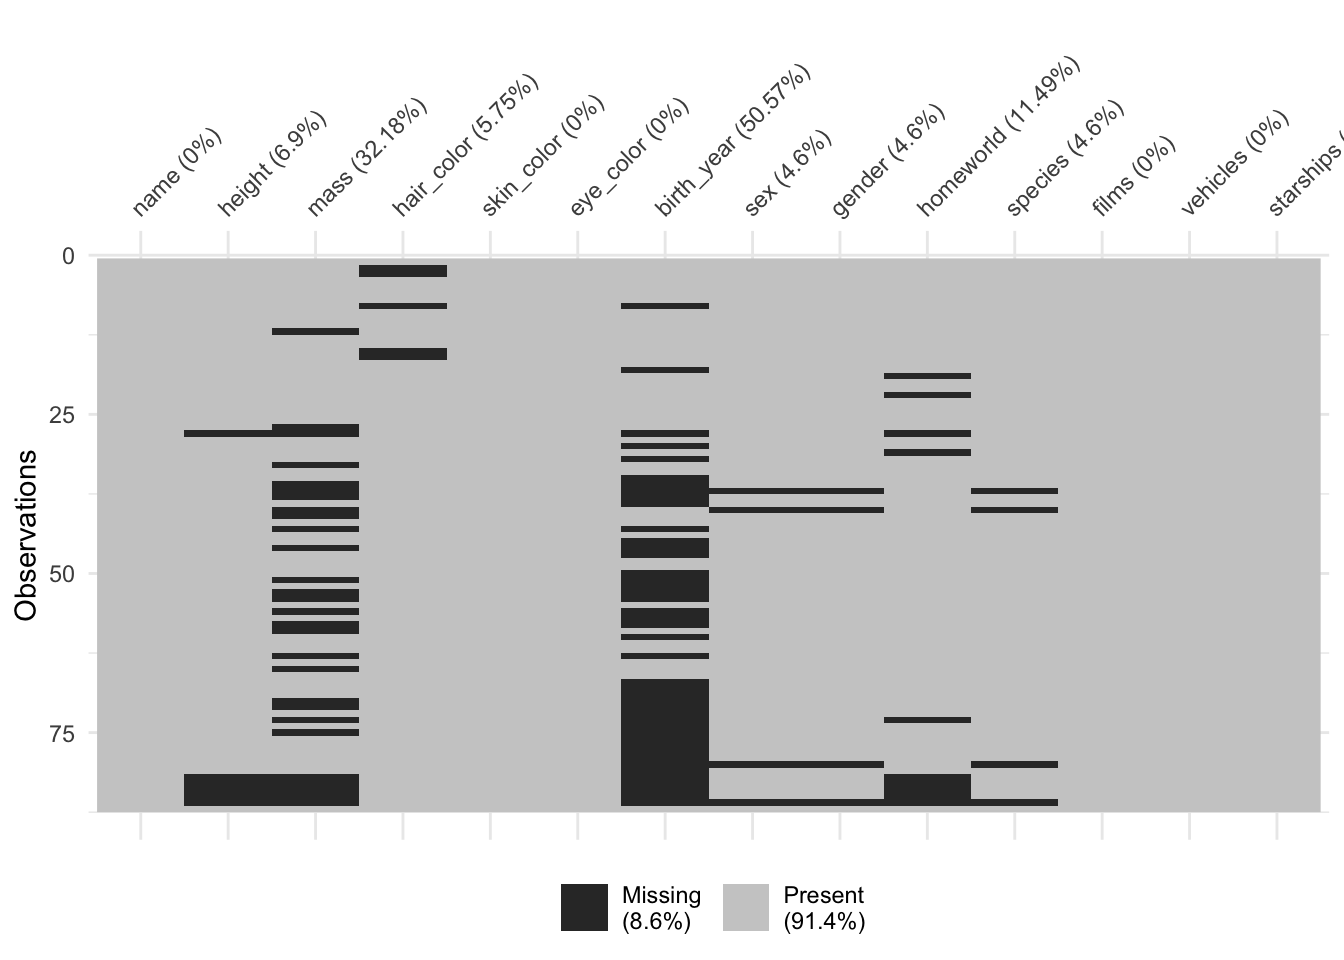 name (0%)
height (6.9%)
mass (32.18%)
hair_color (5.75%)
skin_color (0%)
eye_color (0%)
birth_year (50.57%)
sex (4.6%)
gender (4.6%)
homeworld (11.49%)
species (4.6%)
films (0%)
vehicles (0%)
starships (
0
25
50
75
Observations
Missing
(8.6%)
Present
(91.4%)